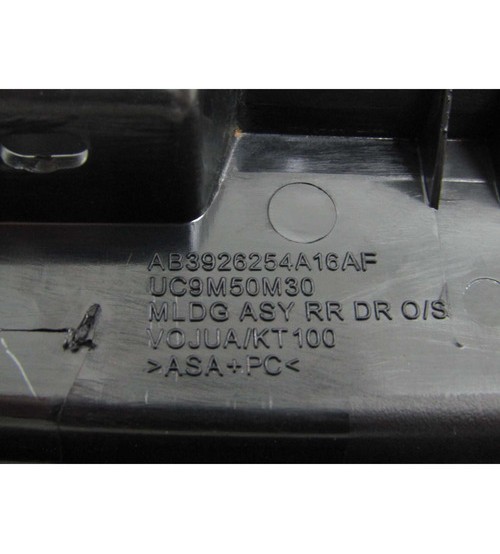 AB3926254A16AF
UC9M50M30
MLDG ASY RR DR O/S
VOJUA/KT100
>ASA+PC<